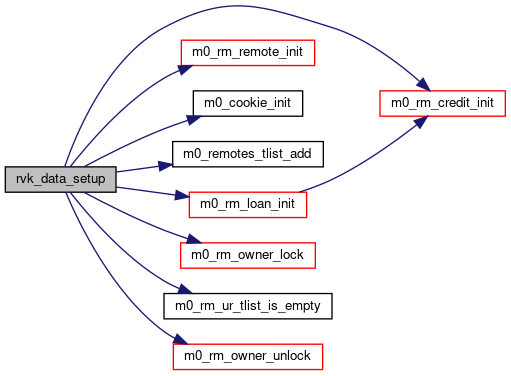 m0_rm_remote_init
m0_rm_credit_init
m0_cookie_init
m0_remotes_tlist_add
rvk_data_setup
m0_rm_loan_init
m0_rm_owner_lock
m0_rm_ur_tlist_is_empty
m0_rm_owner_unlock